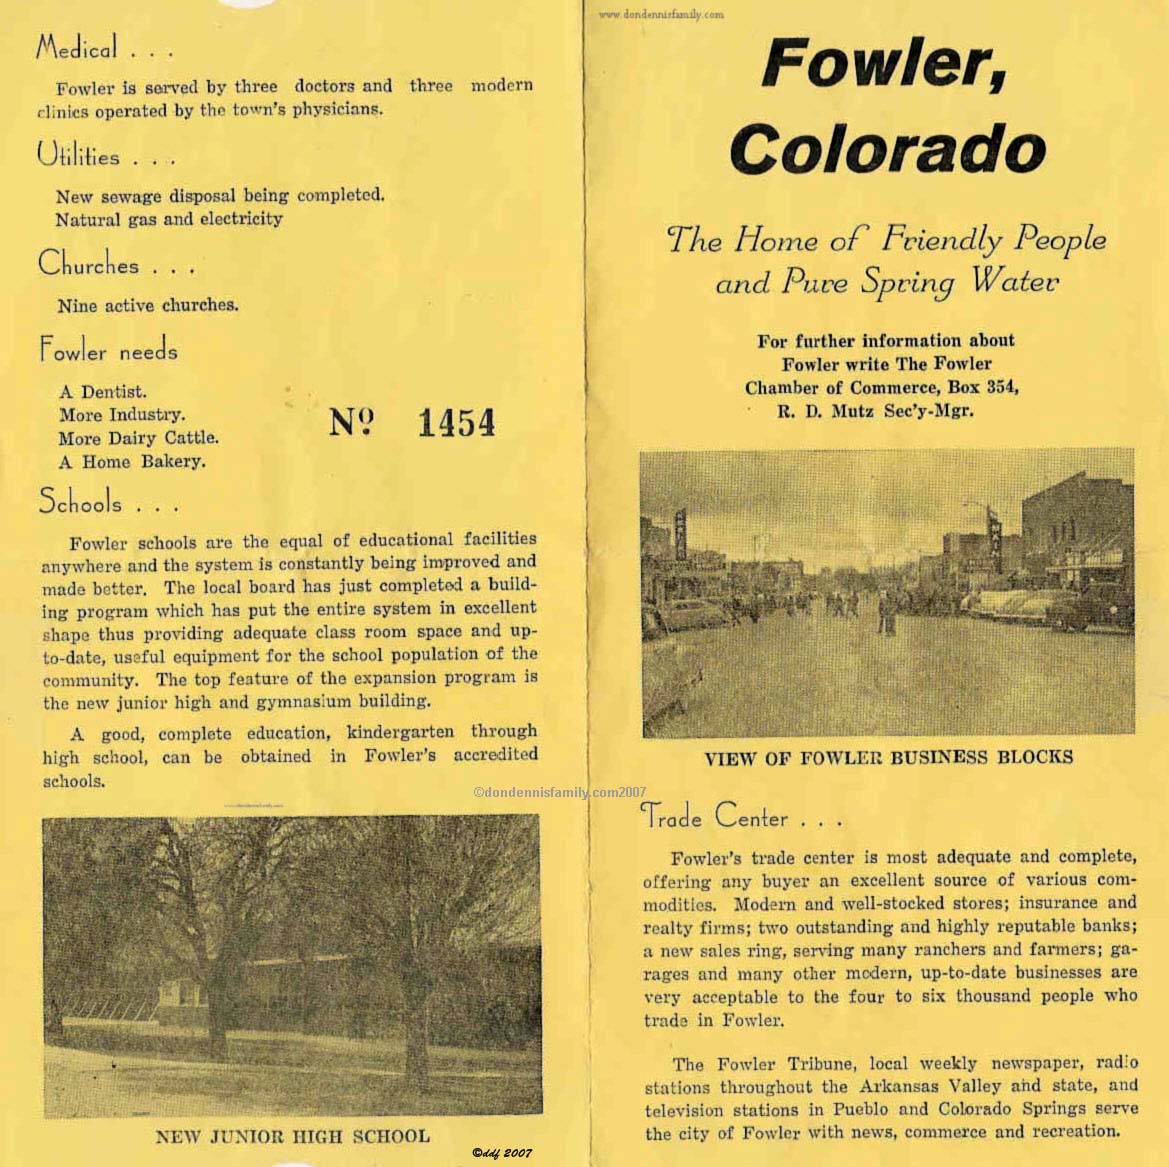 Medical . . .
Fowler is served by three doctors and three modern
clinics operated by the town's physicians.
Utilities . . .
New sewage disposal being completed.
Natural gas and electricity
Churches . . .
Nine active churches.
Fowler needs
A Dentist.
More Industry.
More Dairy Cattle.
A Home Bakery.
Nº 1454
Schools . . .
Fowler schools are the equal of educational facilities
anywhere and the system is constantly being improved and
made better. The local board has just completed a build-
ing program which has put the entire system in excellent
shape thus providing adequate class room space and up-
to-date, useful equipment for the school population of the
community. The top feature of the expansion program is
the new junior high and gymnasium building.
A good, complete education, kindergarten through
high school, can be obtained in Fowler's accredited
schools.
www.dondennisfamily.com
NEW JUNIOR HIGH SCHOOL
©ddf 2007
www.dondennisfamily.com
Fowler,
Colorado
The Home of Friendly People
and Pure Spring Water
For further information about
Fowler write The Fowler
Chamber of Commerce, Box 354,
R. D. Mutz Sec'y-Mgr.
MAIN
VIEW OF FOWLER BUSINESS BLOCKS
©dondennisfamily.com2007
Trade Center . . .
Fowler's trade center is most adequate and complete,
offering any buyer an excellent source of various com-
modities. Modern and well-stocked stores; insurance and
realty firms; two outstanding and highly reputable banks;
a new sales ring, serving many ranchers and farmers; ga-
rages and many other modern, up-to-date businesses are
very acceptable to the four to six thousand people who
trade in Fowler.
The Fowler Tribune, local weekly newspaper, radio
stations throughout the Arkansas Valley and state, and
television stations in Pueblo and Colorado Springs serve
the city of Fowler with news, commerce and recreation.